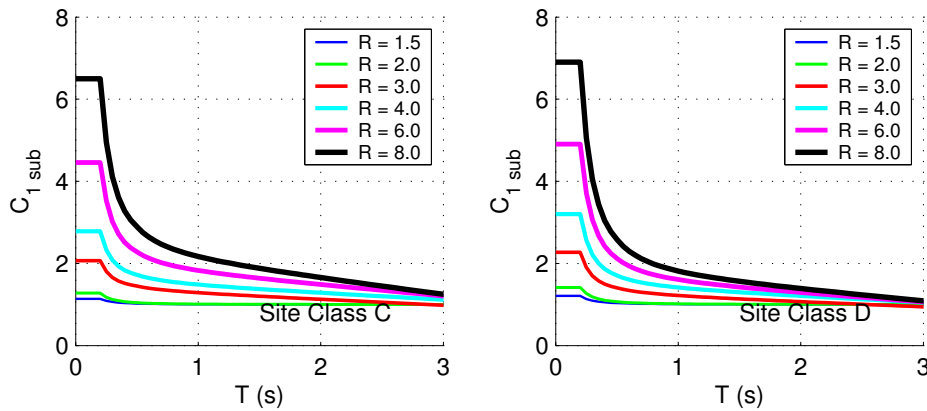 8
6
4
2
0
C1 sub
R = 1.5
R = 2.0
R = 3.0
R = 4.0
R = 6.0
R = 8.0
Site Class C
0 1 2 3
T (s)
8
6
4
2
0
C1 sub
R = 1.5
R = 2.0
R = 3.0
R = 4.0
R = 6.0
R = 8.0
Site Class D
0 1 2 3
T (s)